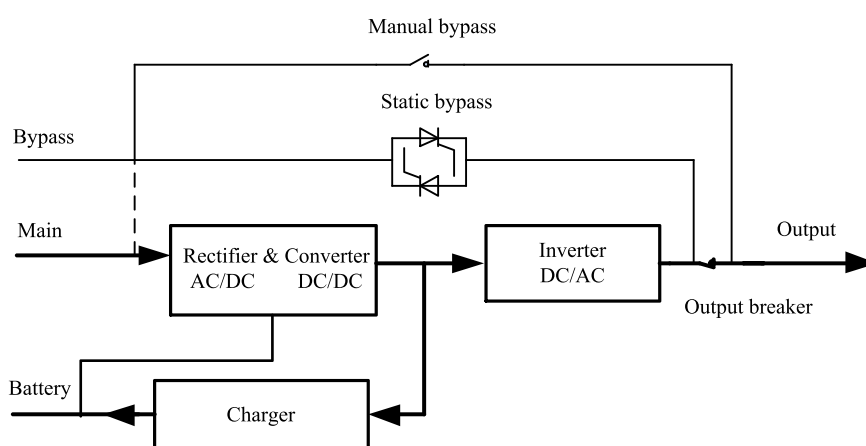 Manual bypass
Static bypass
Bypass
Main
Rectifier & Converter
AC/DC DC/DC
Inverter
DC/AC
Output
Output breaker
Battery
Charger